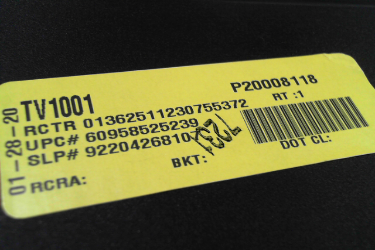 01-28-20
TV1001
P20008118
RCTR 01362511230755372
RT :1
UPC# 60958525239
SLP# 9220426810
BKT:
DOT CL:
RCRA: